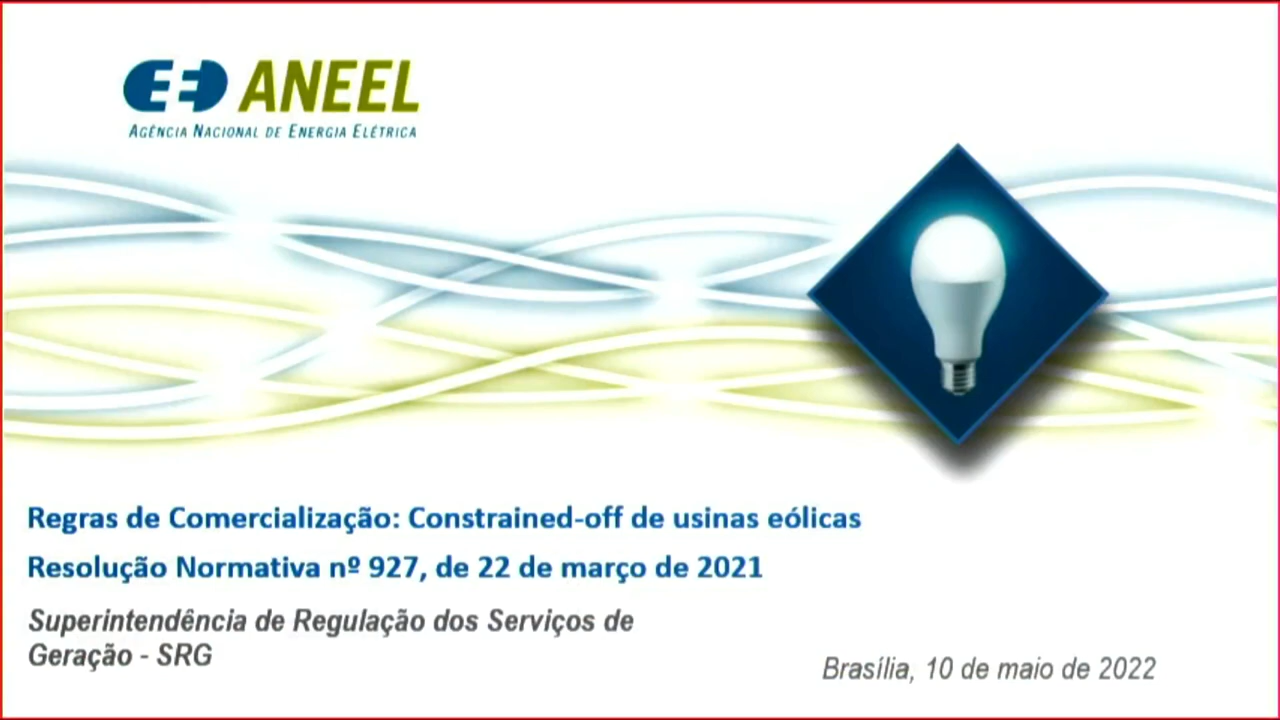 ANEEL
AGÊNCIA NACIONAL DE ENERGIA ELÉTRICA
Regras de Comercialização: Constrained-off de usinas eólicas
Resolução Normativa nº 927, de 22 de março de 2021
Superintendência de Regulação dos Serviços de
Geração - SRG
Brasília, 10 de maio de 2022